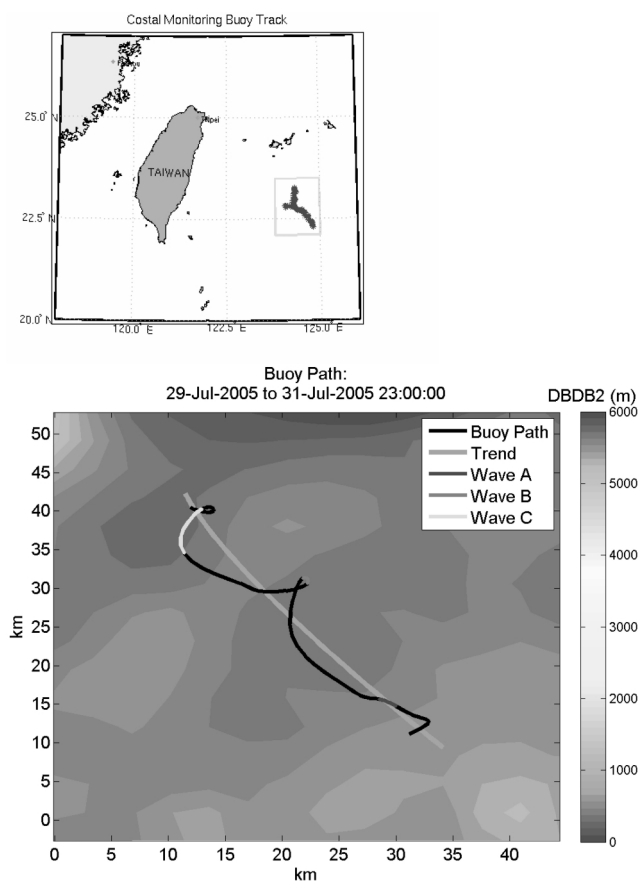 Costal Monitoring Buoy Track
25.0° N
TAIWAN
22.5° N
20.0° N
120.0° E
122.5° E
125.0° E
Buoy Path:
29-Jul-2005 to 31-Jul-2005 23:00:00
DBDB2 (m)
Buoy Path
Trend
Wave A
Wave B
Wave C
6000
5000
4000
3000
2000
1000
0
50
45
40
35
30
25
20
15
10
5
0
km
0
5
10
15
20
25
30
35
40
km